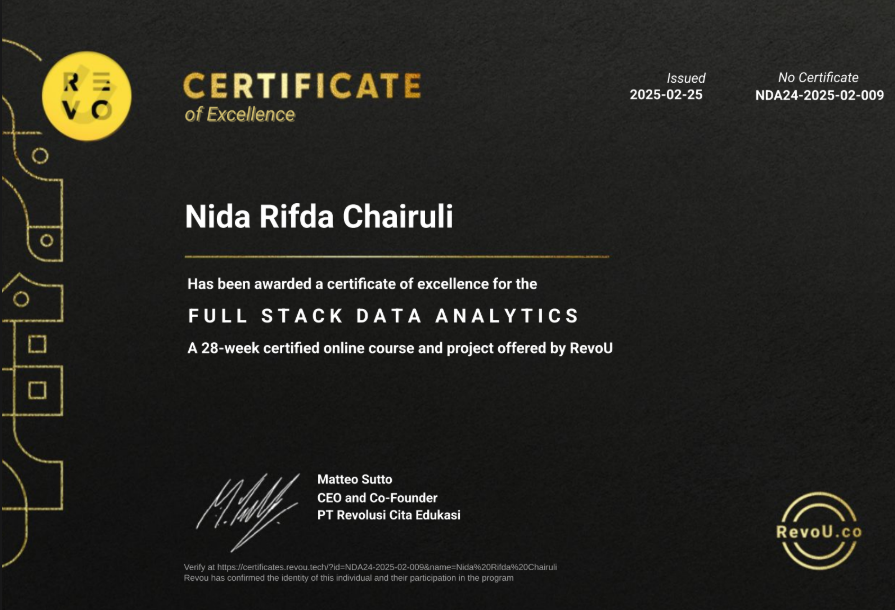 RE
VO
CERTIFICATE
of Excellence
Issued
2025-02-25
No Certificate
NDA24-2025-02-009
Nida Rifda Chairuli
Has been awarded a certificate of excellence for the
FULL STACK DATA ANALYTICS
A 28-week certified online course and project offered by RevoU
Matteo Sutto
CEO and Co-Founder
PT Revolusi Cita Edukasi
RevoU.co
Verify at https://certificates.revou.tech/?id=NDA24-2025-02-009&name=Nida%20Rifda%20Chairuli
Revou has confirmed the identity of this individual and their participation in the program